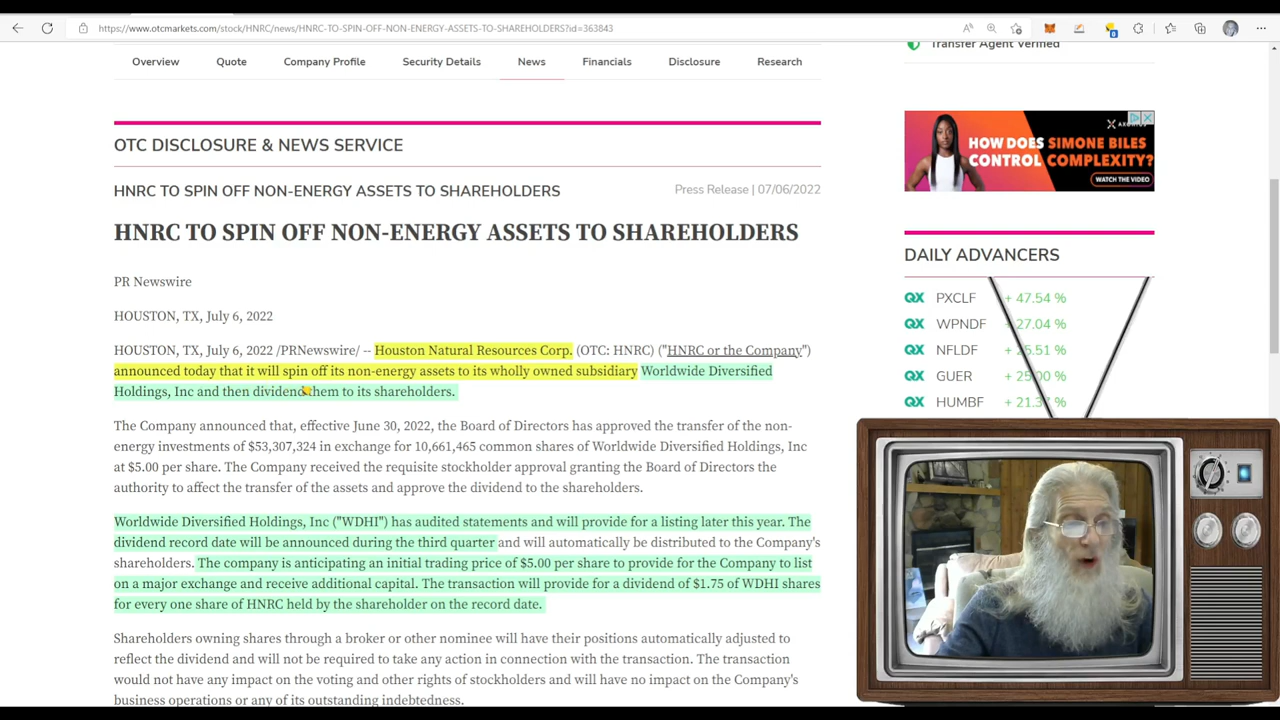 https://www.otcmarkets.com/stock/HNRC/news/HNRC-TO-SPIN-OFF-NON-ENERGY-ASSETS-TO-SHAREHOLDERS?id=363843
Overview Quote Company Profile Security Details News Financials Disclosure Research
Transfer Agent Verified
OTC DISCLOSURE & NEWS SERVICE
HNRC TO SPIN OFF NON-ENERGY ASSETS TO SHAREHOLDERS
Press Release | 07/06/2022
HNRC TO SPIN OFF NON-ENERGY ASSETS TO SHAREHOLDERS
PR Newswire
HOUSTON, TX, July 6, 2022
HOUSTON, TX, July 6, 2022 /PRNewswire/ -- Houston Natural Resources Corp. (OTC: HNRC) ("HNRC or the Company")
announced today that it will spin off its non-energy assets to its wholly owned subsidiary Worldwide Diversified
Holdings, Inc and then dividend them to its shareholders.
The Company announced that, effective June 30, 2022, the Board of Directors has approved the transfer of the non-
energy investments of $53,307,324 in exchange for 10,661,465 common shares of Worldwide Diversified Holdings, Inc
at $5.00 per share. The Company received the requisite stockholder approval granting the Board of Directors the
authority to affect the transfer of the assets and approve the dividend to the shareholders.
Worldwide Diversified Holdings, Inc ("WDHI") has audited statements and will provide for a listing later this year. The
dividend record date will be announced during the third quarter and will automatically be distributed to the Company's
shareholders. The company is anticipating an initial trading price of $5.00 per share to provide for the Company to list
on a major exchange and receive additional capital. The transaction will provide for a dividend of $1.75 of WDHI shares
for every one share of HNRC held by the shareholder on the record date.
Shareholders owning shares through a broker or other nominee will have their positions automatically adjusted to
reflect the dividend and will not be required to take any action in connection with the transaction. The transaction
would not have any impact on the voting and other rights of stockholders and will have no impact on the Company's
business operations or any of its outstanding indebtedness.
HOW DOES SIMONE BILES
CONTROL COMPLEXITY?
WATCH THE VIDEO
DAILY ADVANCERS
QX PXCLF + 47.54 %
QX WPNDF + 27.04 %
QX NFLDF %
QX GUER %
QX HUMBF + 21.3 %